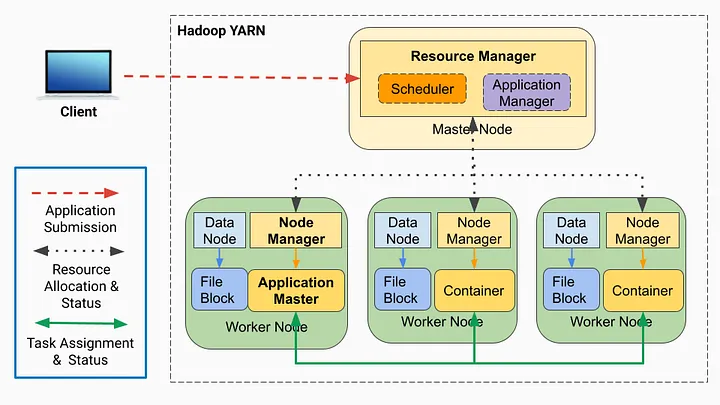 Hadoop YARN
Resource Manager
Scheduler
Application
Manager
Master Node
Client
Application
Submission
Resource
Allocation &
Status
Task Assignment
& Status
Data
Node
Node
Manager
File
Block
Application
Master
Worker Node
Data
Node
Node
Manager
File
Block
Container
Worker Node
Data
Node
Node
Manager
File
Block
Container
Worker Node